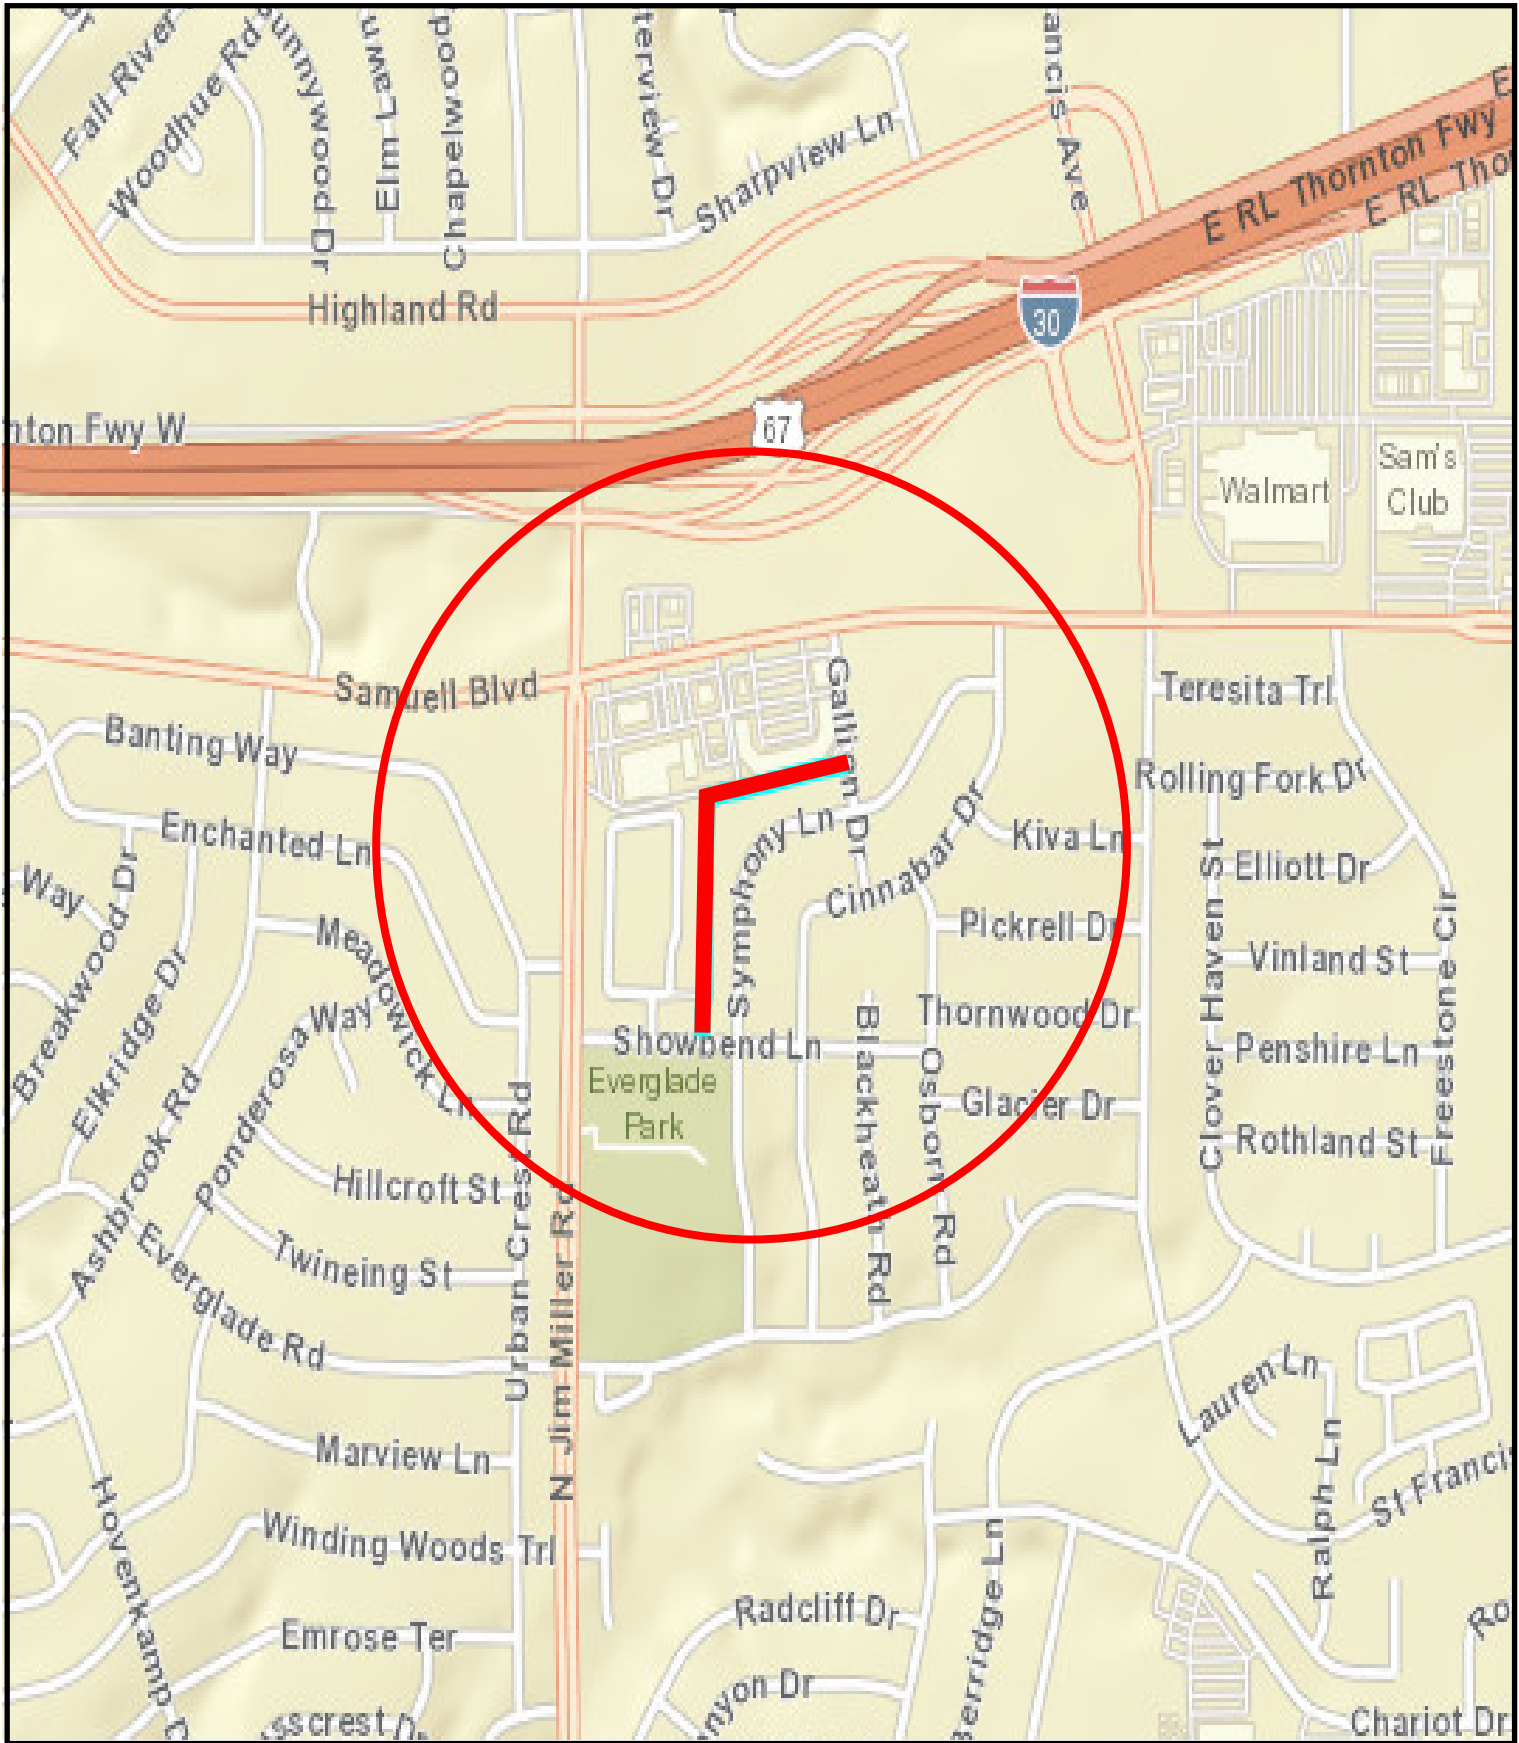 Fall River
Woodhue Rd
unnywood Dr
Elm Lawn
Chapelwood
terview Dr
Sharpview Ln
ancis Ave
E RL Thornton Fwy
E
E RL Tho
Highland Rd
30
nton Fwy W
67
Sam's
Club
Walmart
Samuell Blvd
Gallion Dr
Teresita Trl
Banting Way
Rolling Fork Dr
Enchanted Ln
Symphony Ln
Cinnabar Dr
Kiva Ln
Elliott Dr
Way
Breakwood Dr
Elkridge Dr
Meadowick Ln
Pickrell Dr
Clover Haven St
Vinland St
Freestone Cir
Ponderosa Way
Thornwood Dr
Showbend Ln
Blackheath Rd
Osborn Rd
Penshire Ln
Everglade
Park
Glacier Dr
Ashbrook Rd
Rothland St
Hillcroft St
Urban Crest Rd
N Jim Miller Rd
Twineing St
Everglade Rd
Lauren Ln
Marview Ln
Ralph Ln
St Franci
Hovenkamp D
Winding Woods Trl
Berridge Ln
Radcliff Dr
Emrose Ter
Ro
nyon Dr
sscrest Dr
Chariot Dr